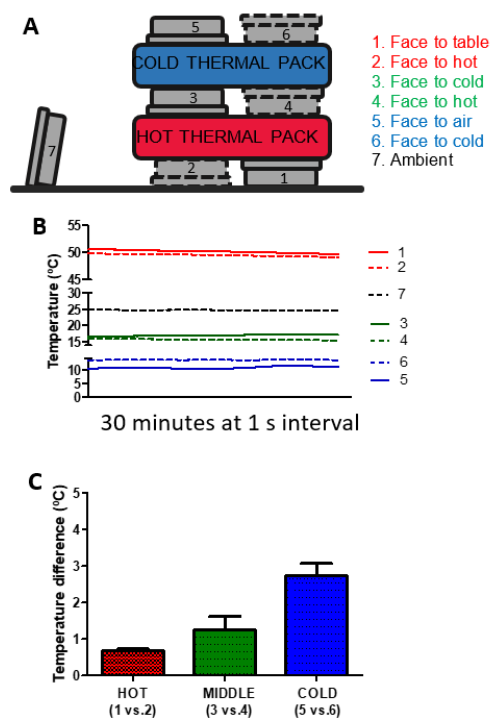 A
5
6
COLD THERMAL PACK
3
4
HOT THERMAL PACK
7
2
1
1. Face to table
2. Face to hot
3. Face to cold
4. Face to hot
5. Face to air
6. Face to cold
7. Ambient
B
Temperature (ºC)
55
50
45
30
25
20
15
10
5
0
1
2
7
3
4
6
5
30 minutes at 1 s interval
C
Temperature difference (ºC)
5
4
3
2
1
0
HOT
(1 vs.2)
MIDDLE
(3 vs.4)
COLD
(5 vs.6)